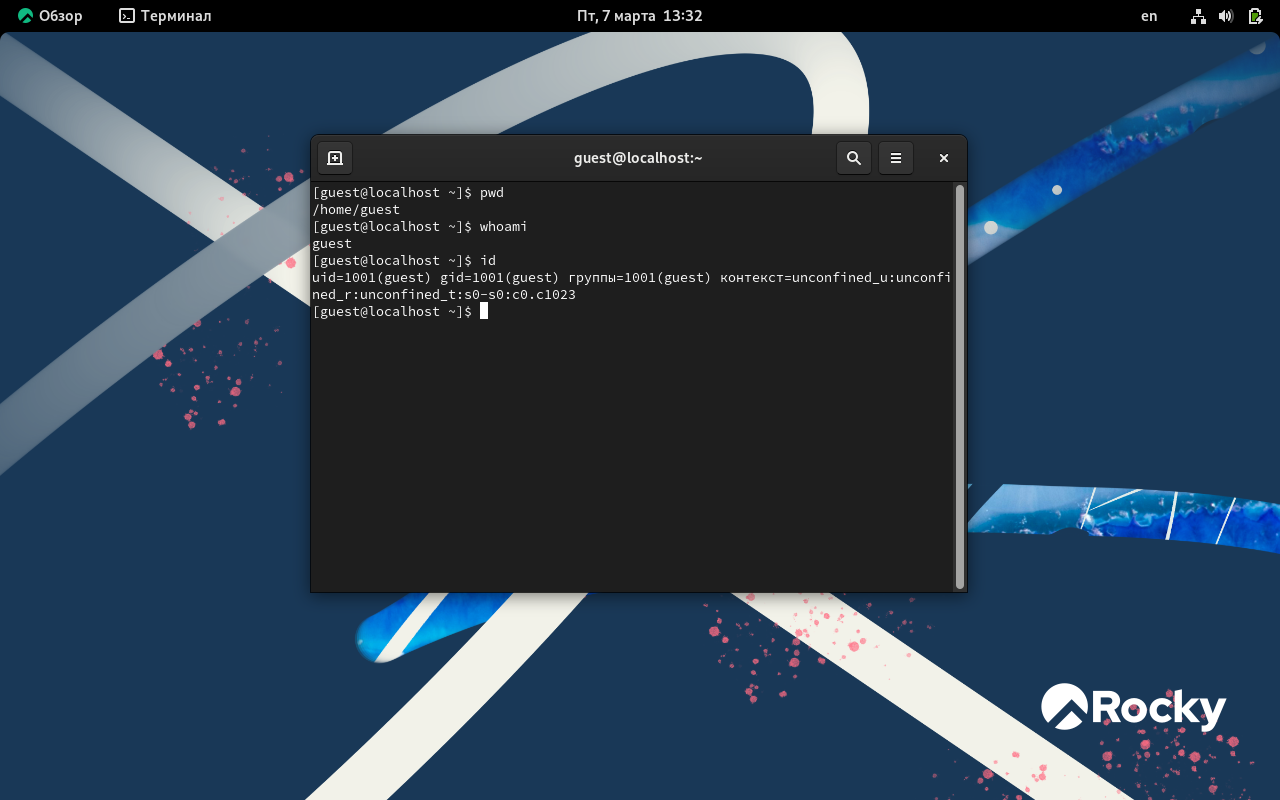 Обзор Терминал Пт, 7 марта 13:32 en
guest@localhost:~
[guest@localhost ~]$ pwd
/home/guest
[guest@localhost ~]$ whoami
guest
[guest@localhost ~]$ id
uid=1001(guest) gid=1001(guest) группы=1001(guest) контекст=unconfined_u:unconfi
ned_r:unconfined_t:s0-s0:c0.c1023
[guest@localhost ~]$
Rocky